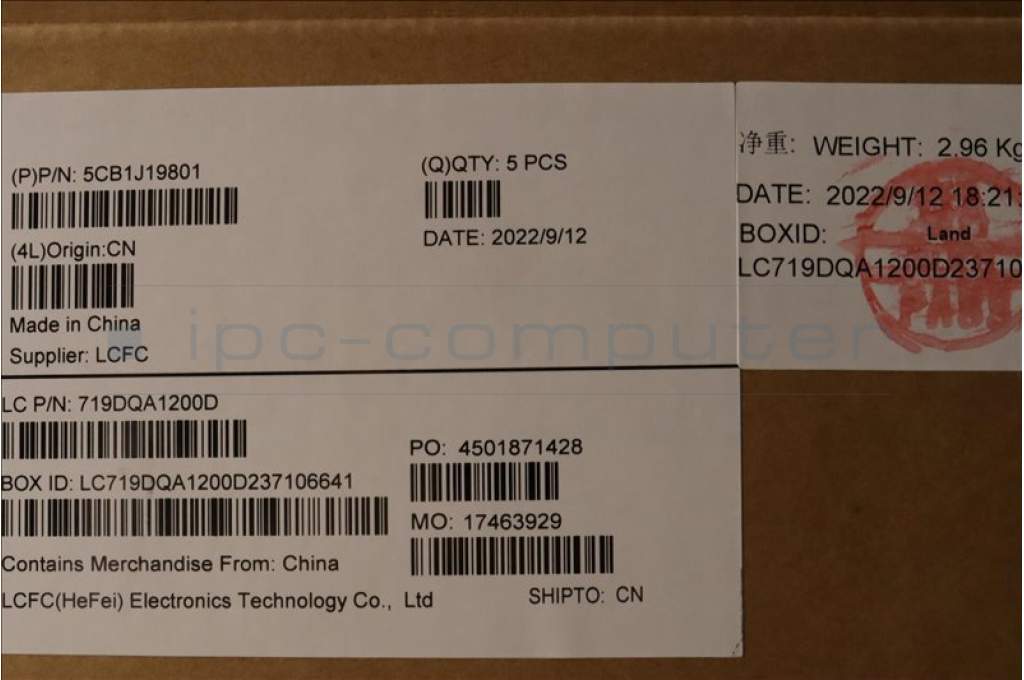 (P)P/N: 5CB1J19801
(Q)QTY: 5 PCS
(4L)Origin:CN
DATE: 2022/9/12
Made in China
Supplier: LCFC
净重: WEIGHT: 2.96 Kg
DATE: 2022/9/12 18:21:
BOXID: Land
LC719DQA1200D23710
PASS
ipc-computer
LC P/N: 719DQA1200D
PO: 4501871428
BOX ID: LC719DQA1200D237106641
MO: 17463929
Contains Merchandise From: China
LCFC(HeFei) Electronics Technology Co., Ltd
SHIPTO: CN